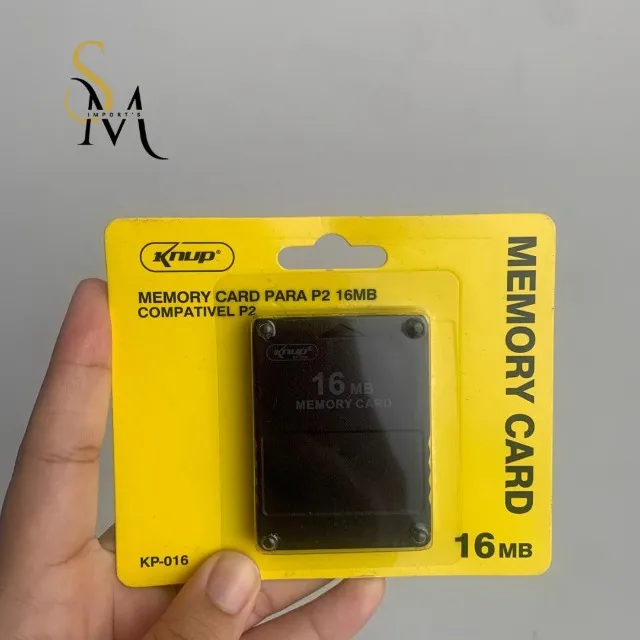 SM
IMPORT'S
Knup®
MEMORY CARD PARA P2 16MB
COMPATIVEL P2
MEMORY CARD
Knup
16 MB
MEMORY CARD
KP-016
16MB